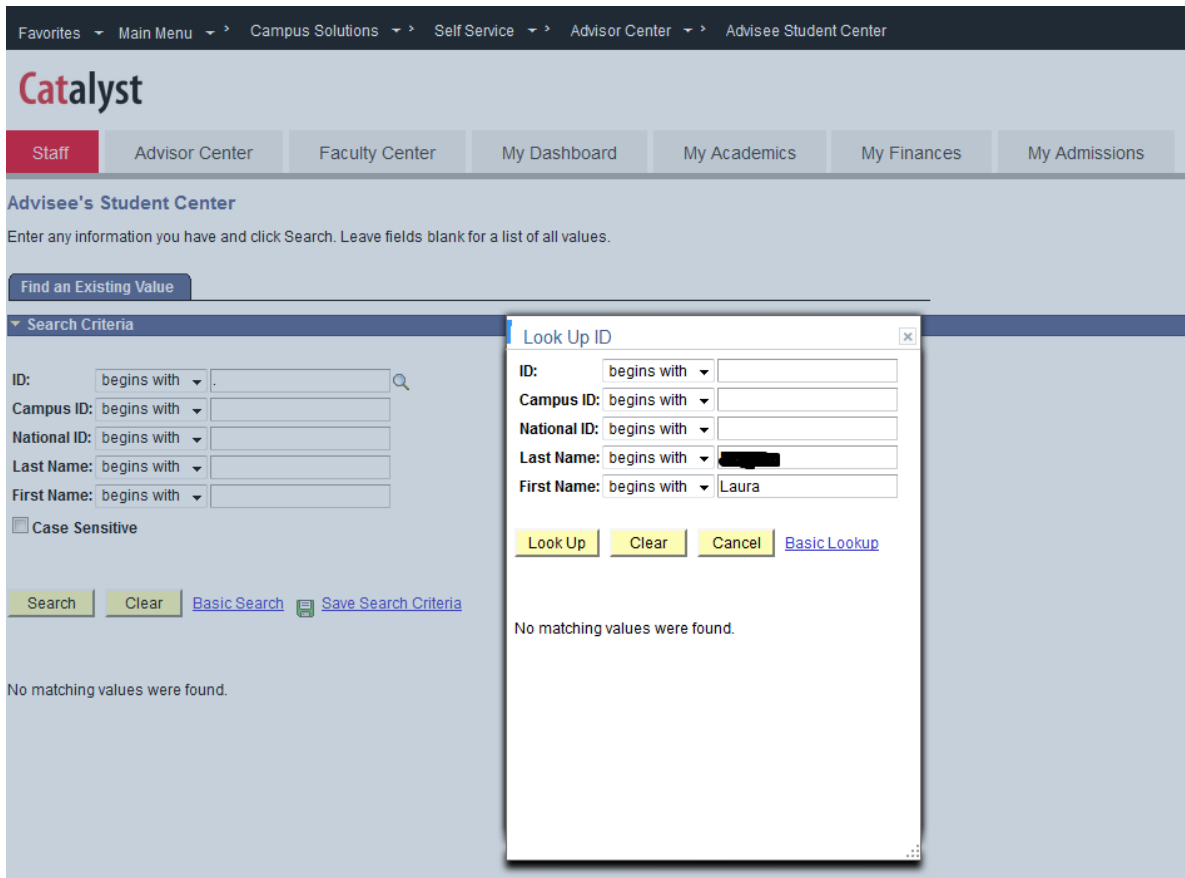 Favorites Main Menu > Campus Solutions > Self Service > Advisor Center > Advisee Student Center
Catalyst
Staff Advisor Center Faculty Center My Dashboard My Academics My Finances My Admissions
Advisee's Student Center
Enter any information you have and click Search. Leave fields blank for a list of all values.
Find an Existing Value
Search Criteria
ID: begins with .
Campus ID: begins with
National ID: begins with
Last Name: begins with
First Name: begins with
Case Sensitive
Search Clear Basic Search Save Search Criteria
No matching values were found.
Look Up ID
ID: begins with
Campus ID: begins with
National ID: begins with
Last Name: begins with
First Name: begins with Laura
Look Up Clear Cancel Basic Lookup
No matching values were found.